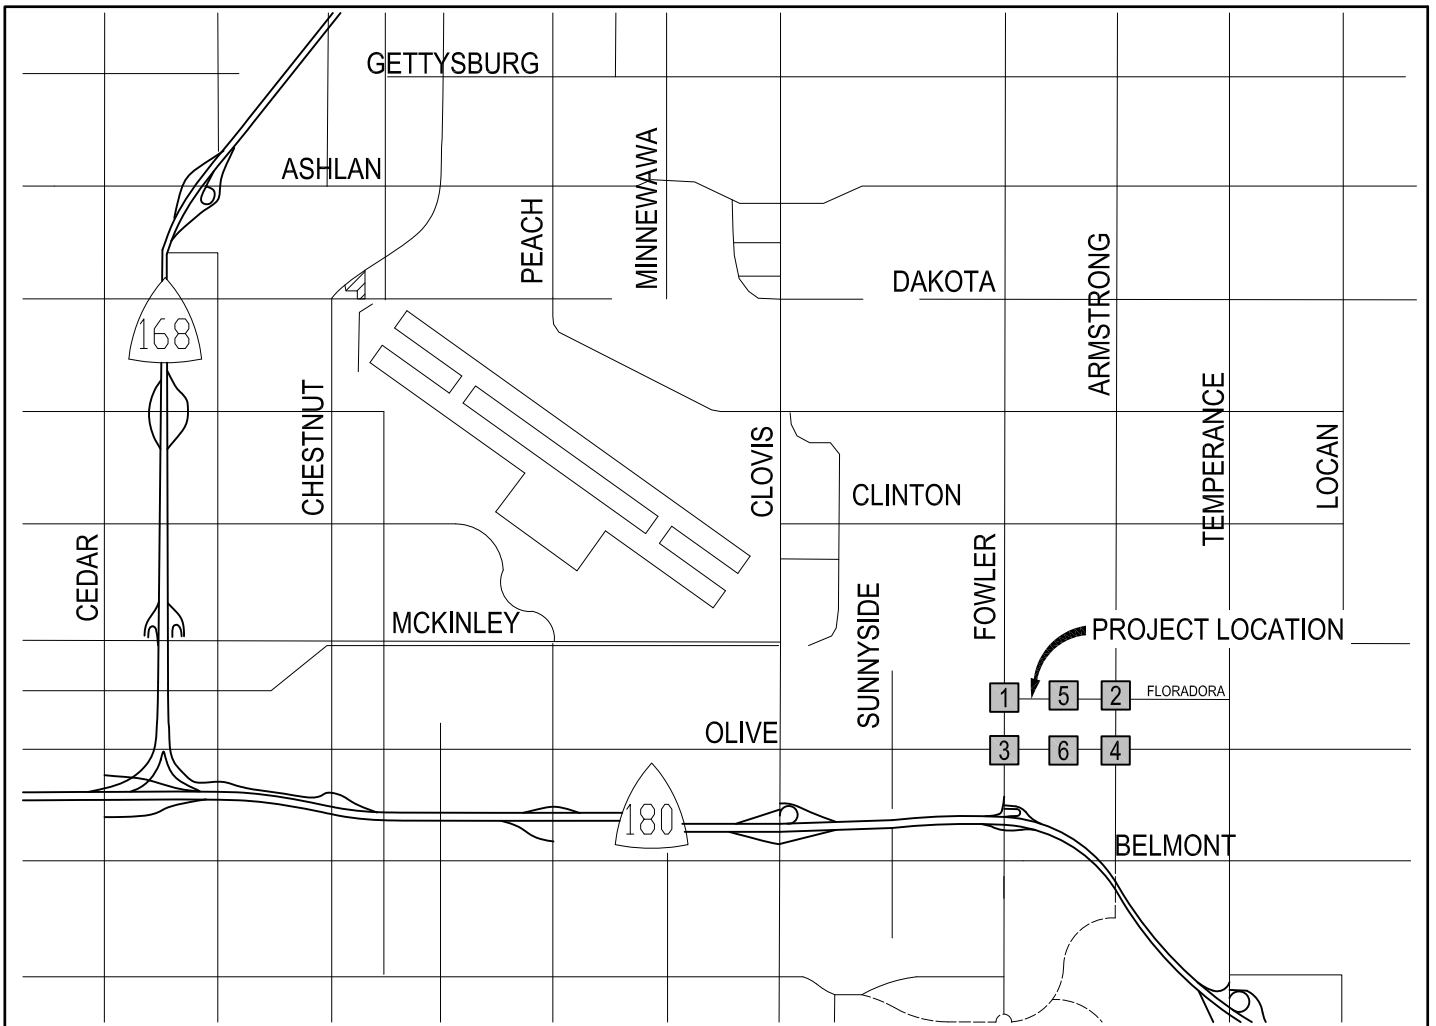 GETTYSBURG
ASHLAN
MINNEWAWA
PEACH
ARMSTRONG
DAKOTA
168
CHESTNUT
TEMPERANCE
CLOVIS
LOCAN
CLINTON
CEDAR
FOWLER
SUNNYSIDE
MCKINLEY
PROJECT LOCATION
1
5
2
FLORADORA
OLIVE
3
6
4
180
BELMONT